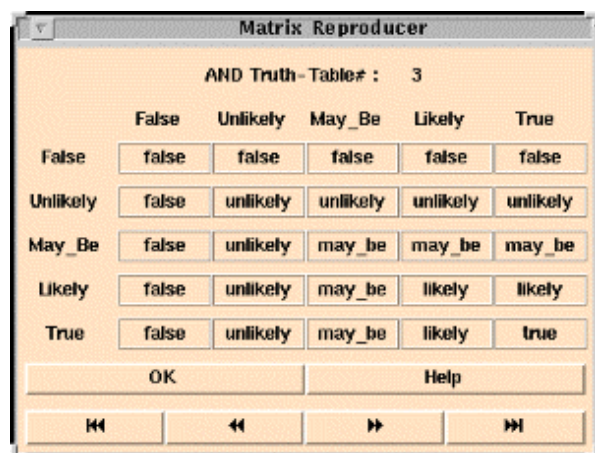 Matrix Reproducer
AND Truth-Table# : 3
False Unlikely May_Be Likely True
False false false false false false
Unlikely false unlikely unlikely unlikely unlikely
May_Be false unlikely may_be may_be may_be
Likely false unlikely may_be likely likely
True false unlikely may_be likely true
OK Help